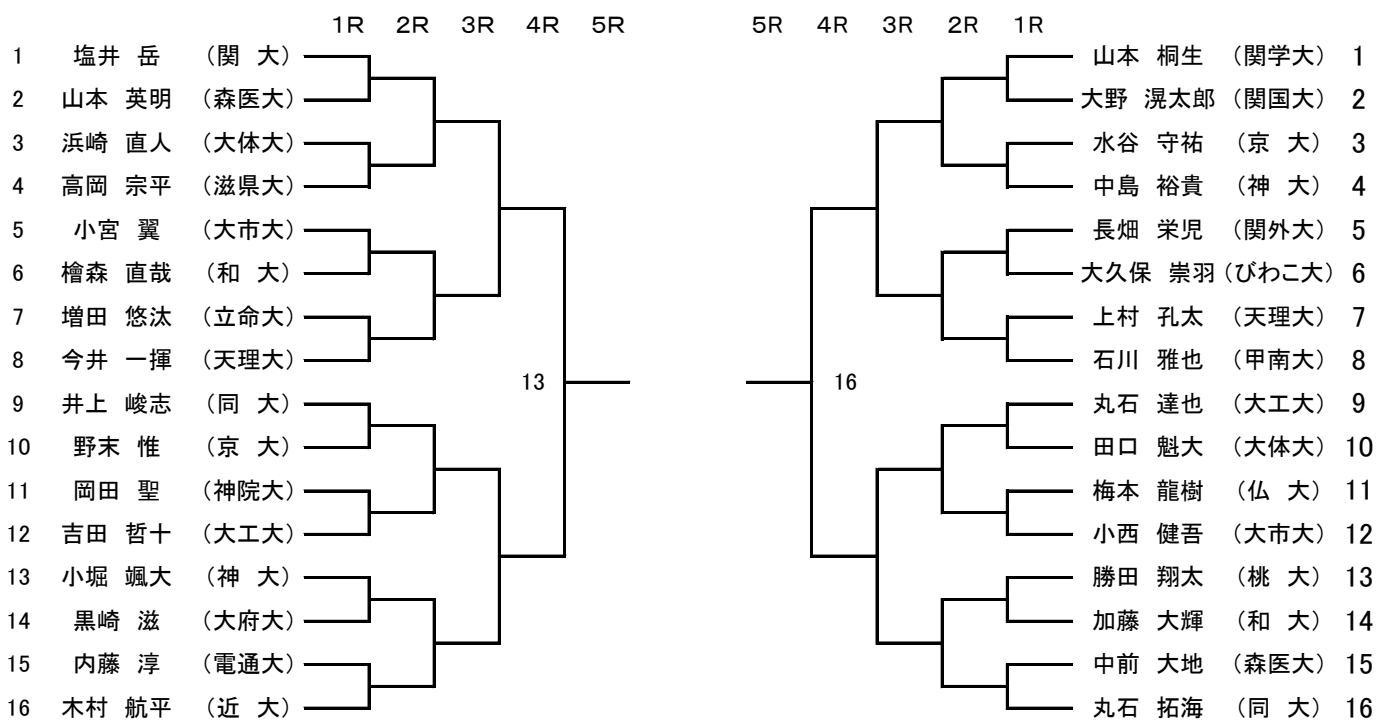 1R 2R 3R 4R 5R
1 塩井 岳 （関 大）
2 山本 英明 （森医大）
3 浜崎 直人 （大体大）
4 高岡 宗平 （滋県大）
5 小宮 翼 （大市大）
6 檜森 直哉 （和 大）
7 増田 悠汰 （立命大）
8 今井 一揮 （天理大）
13
9 井上 峻志 （同 大）
10 野末 惟 （京 大）
11 岡田 聖 （神院大）
12 吉田 哲十 （大工大）
13 小堀 颯大 （神 大）
14 黒崎 滋 （大府大）
15 内藤 淳 （電通大）
16 木村 航平 （近 大）
5R 4R 3R 2R 1R
山本 桐生 （関学大） 1
大野 滉太郎 （関国大） 2
水谷 守祐 （京 大） 3
中島 裕貴 （神 大） 4
長畑 栄児 （関外大） 5
大久保 崇羽 （びわこ大） 6
上村 孔太 （天理大） 7
石川 雅也 （甲南大） 8
16
丸石 達也 （大工大） 9
田口 魁大 （大体大） 10
梅本 龍樹 （仏 大） 11
小西 健吾 （大市大） 12
勝田 翔太 （桃 大） 13
加藤 大輝 （和 大） 14
中前 大地 （森医大） 15
丸石 拓海 （同 大） 16